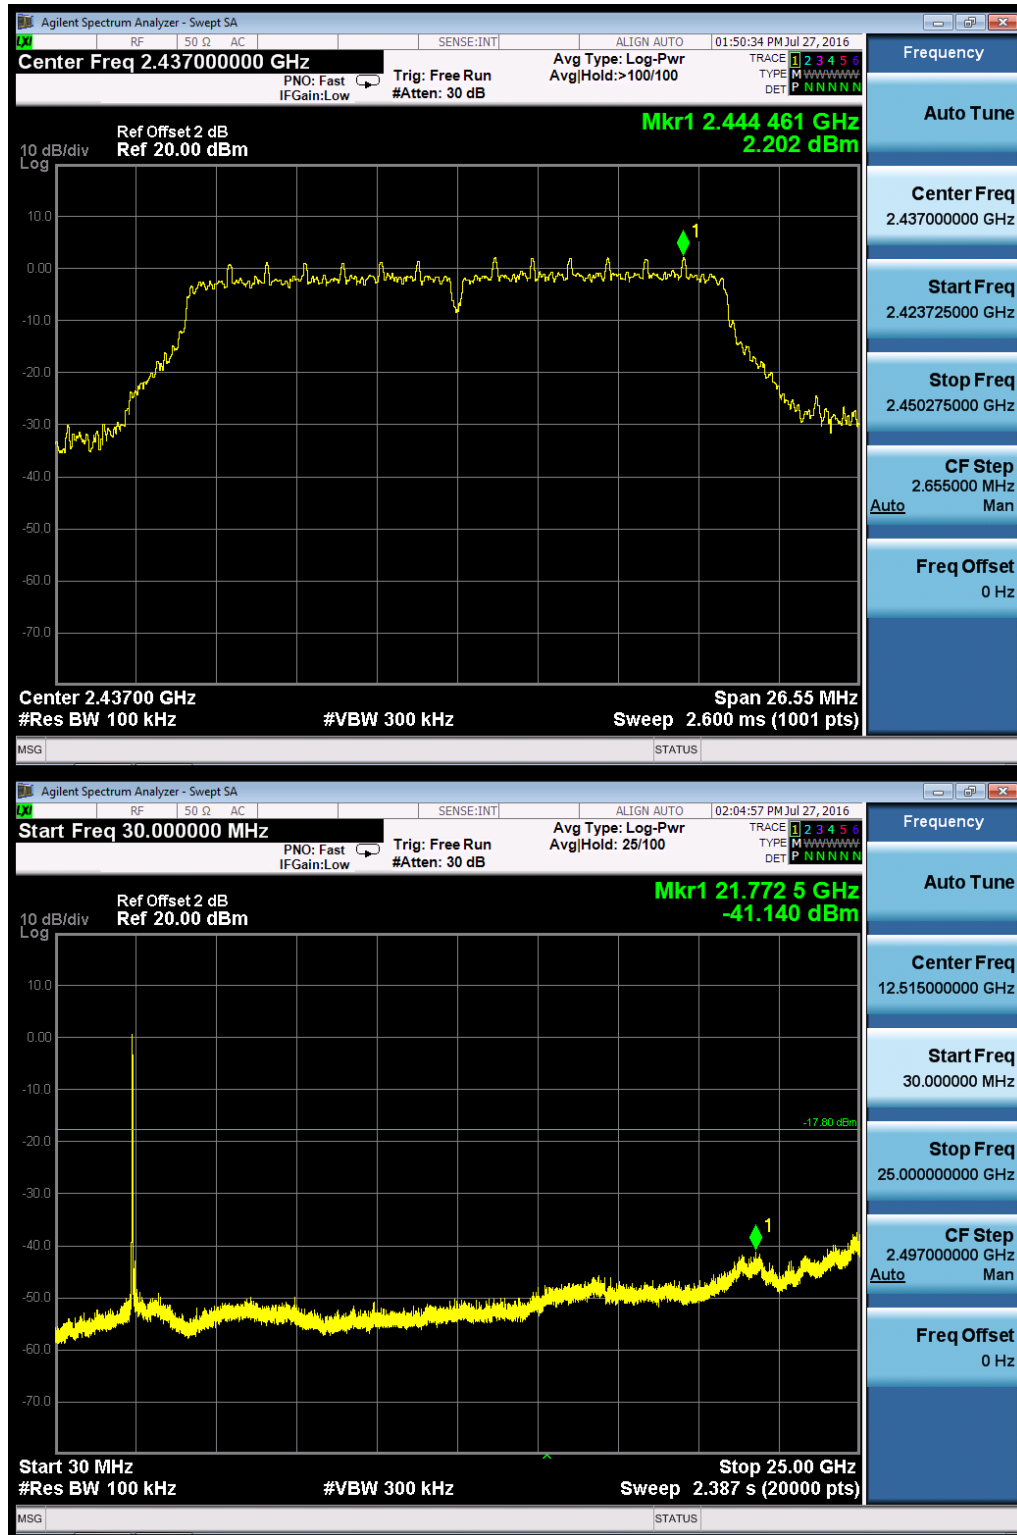 Agilent Spectrum Analyzer - Swept SA
LXI RF 50 Ω AC SENSE:INT ALIGN AUTO 01:50:34 PM Jul 27, 2016
Center Freq 2.437000000 GHz
PNO: Fast
IFGain:Low
Trig: Free Run
#Atten: 30 dB
Avg Type: Log-Pwr
Avg|Hold:>100/100
TRACE 1 2 3 4 5 6
TYPE M WWWWW
DET P N N N N N
Ref Offset 2 dB
10 dB/div Ref 20.00 dBm
Log
Mkr1 2.444 461 GHz
2.202 dBm
10.0
0.00
-10.0
-20.0
-30.0
-40.0
-50.0
-60.0
-70.0
1
Center 2.43700 GHz
#Res BW 100 kHz
#VBW 300 kHz
Span 26.55 MHz
Sweep 2.600 ms (1001 pts)
MSG STATUS
Frequency
Auto Tune
Center Freq
2.437000000 GHz
Start Freq
2.423725000 GHz
Stop Freq
2.450275000 GHz
CF Step
2.655000 MHz
Auto Man
Freq Offset
0 Hz
Agilent Spectrum Analyzer - Swept SA
LXI RF 50 Ω AC SENSE:INT ALIGN AUTO 02:04:57 PM Jul 27, 2016
Start Freq 30.000000 MHz
PNO: Fast
IFGain:Low
Trig: Free Run
#Atten: 30 dB
Avg Type: Log-Pwr
Avg|Hold: 25/100
TRACE 1 2 3 4 5 6
TYPE M WWWWW
DET P N N N N N
Ref Offset 2 dB
10 dB/div Ref 20.00 dBm
Log
Mkr1 21.772 5 GHz
-41.140 dBm
10.0
0.00
-10.0
-20.0
-30.0
-40.0
-50.0
-60.0
-70.0
-17.80 dBm
1
Start 30 MHz
#Res BW 100 kHz
#VBW 300 kHz
Stop 25.00 GHz
Sweep 2.387 s (20000 pts)
MSG STATUS
Frequency
Auto Tune
Center Freq
12.515000000 GHz
Start Freq
30.000000 MHz
Stop Freq
25.000000000 GHz
CF Step
2.497000000 GHz
Auto Man
Freq Offset
0 Hz